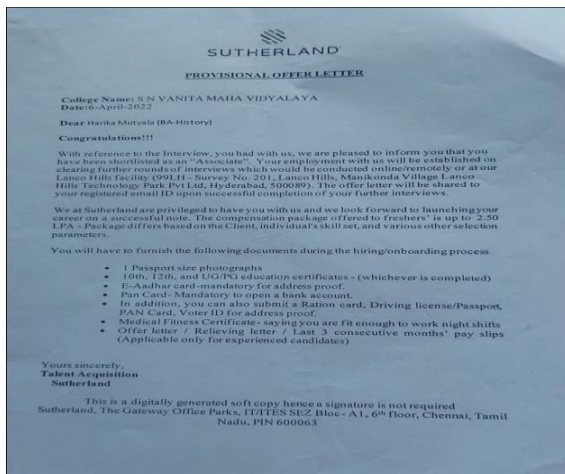 SUTHERLAND
PROVISIONAL OFFER LETTER
College Name: S N VANITA MAHA VIDYALAYA
Date:6-April-2022
Dear Harika Mutyala (BA-History)
Congratulations!!!
With reference to the Interview, you had with us, we are pleased to inform you that you
have been shortlisted as an “Associate”. Your employment with us will be established on
clearing further rounds of interviews which would be conducted online/remotely or at our
Lanco Hills facility (99LH - Survey No. 201, Lanco Hills, Manikonda Village Lanco
Hills Technology Park Pvt Ltd, Hyderabad, 500089). The offer letter will be shared to
your registered email ID upon successful completion of your further interviews.
We at Sutherland are privileged to have you with us and we look forward to launching your
career on a successful note. The compensation package offered to freshers’ is up to 2.50
LPA - Package differs based on the Client, individual's skill set, and various other selection
parameters.
You will have to furnish the following documents during the hiring/onboarding process
• 1 Passport size photographs
• 10th, 12th, and UG/PG education certificates - (whichever is completed)
• E-Aadhar card-mandatory for address proof.
• Pan Card- Mandatory to open a bank account.
• In addition, you can also submit a Ration card, Driving license/Passport,
PAN Card, Voter ID for address proof.
• Medical Fitness Certificate- saying you are fit enough to work night shifts
• Offer letter / Relieving letter / Last 3 consecutive months’ pay slips
(Applicable only for experienced candidates)
Yours sincerely,
Talent Acquisition
Sutherland
This is a digitally generated soft copy hence a signature is not required
Sutherland, The Gateway Office Parks, IT/ITES SEZ Bloc- A1, 6th floor, Chennai, Tamil
Nadu, PIN 600063